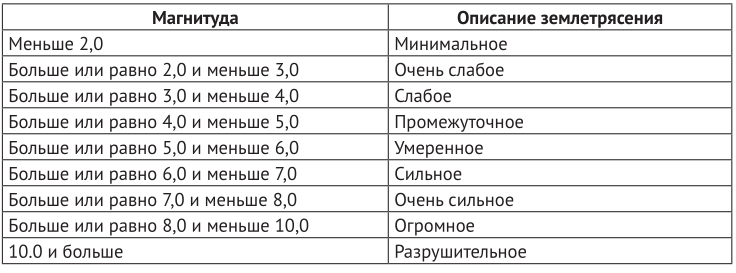 Магнитуда Описание землетрясения
Меньше 2,0 Минимальное
Больше или равно 2,0 и меньше 3,0 Очень слабое
Больше или равно 3,0 и меньше 4,0 Слабое
Больше или равно 4,0 и меньше 5,0 Промежуточное
Больше или равно 5,0 и меньше 6,0 Умеренное
Больше или равно 6,0 и меньше 7,0 Сильное
Больше или равно 7,0 и меньше 8,0 Очень сильное
Больше или равно 8,0 и меньше 10,0 Огромное
10.0 и больше Разрушительное